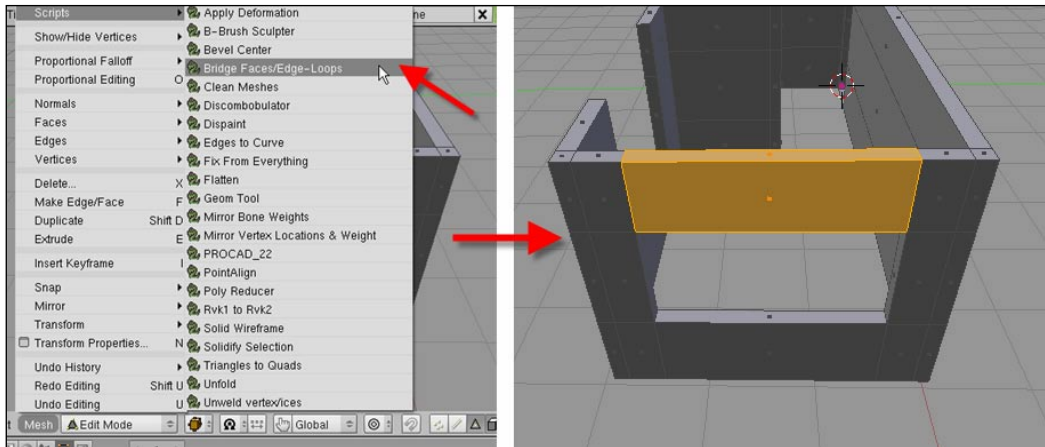 Scripts
Show/Hide Vertices
Proportional Falloff
Proportional Editing O
Normals
Faces
Edges
Vertices
Delete... X
Make Edge/Face F
Duplicate Shift D
Extrude E
Insert Keyframe I
Snap
Mirror
Transform
Transform Properties... N
Undo History
Redo Editing Shift U
Undo Editing U
Mesh Edit Mode Global
Apply Deformation
B-Brush Sculpter
Bevel Center
Bridge Faces/Edge-Loops
Clean Meshes
Discombobulator
Dispaint
Edges to Curve
Fix From Everything
Flatten
Geom Tool
Mirror Bone Weights
Mirror Vertex Locations & Weight
PROCAD_22
PointAlign
Poly Reducer
Rvk1 to Rvk2
Solid Wireframe
Solidify Selection
Triangles to Quads
Unfold
Unweld vertex/ices